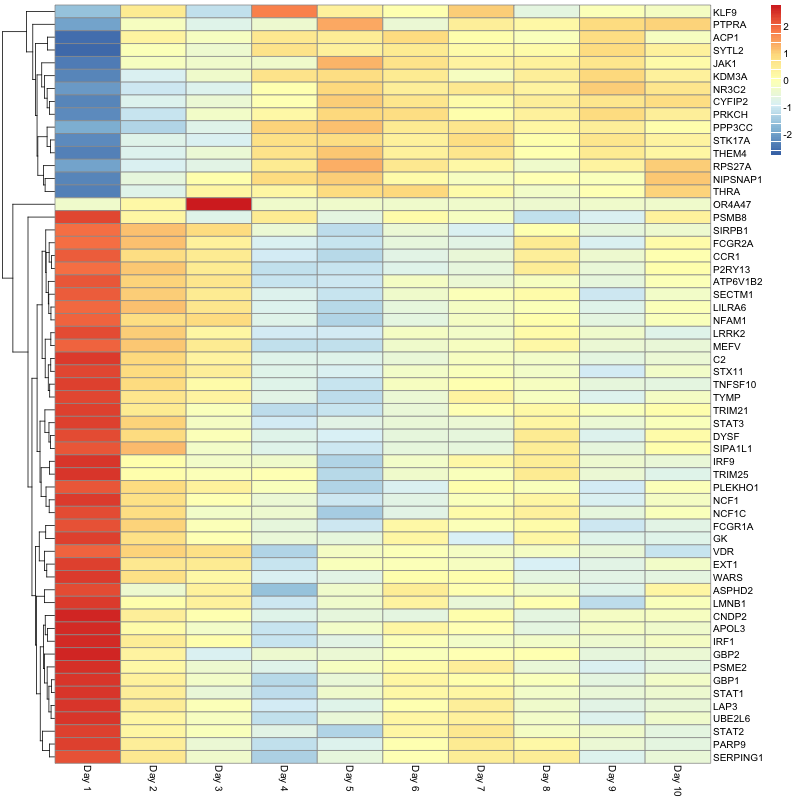 KLF9
PTPRA
ACP1
SYTL2
JAK1
KDM3A
NR3C2
CYFIP2
PRKCH
PPP3CC
STK17A
THEM4
RPS27A
NIPSNAP1
THRA
OR4A47
PSMB8
SIRPB1
FCGR2A
CCR1
P2RY13
ATP6V1B2
SECTM1
LILRA6
NFAM1
LRRK2
MEFV
C2
STX11
TNFSF10
TYMP
TRIM21
STAT3
DYSF
SIPA1L1
IRF9
TRIM25
PLEKHO1
NCF1
NCF1C
FCGR1A
GK
VDR
EXT1
WARS
ASPHD2
LMNB1
CNDP2
APOL3
IRF1
GBP2
PSME2
GBP1
STAT1
LAP3
UBE2L6
STAT2
PARP9
SERPING1
2
1
0
-1
-2
Day 1
Day 2
Day 3
Day 4
Day 5
Day 6
Day 7
Day 8
Day 9
Day 10